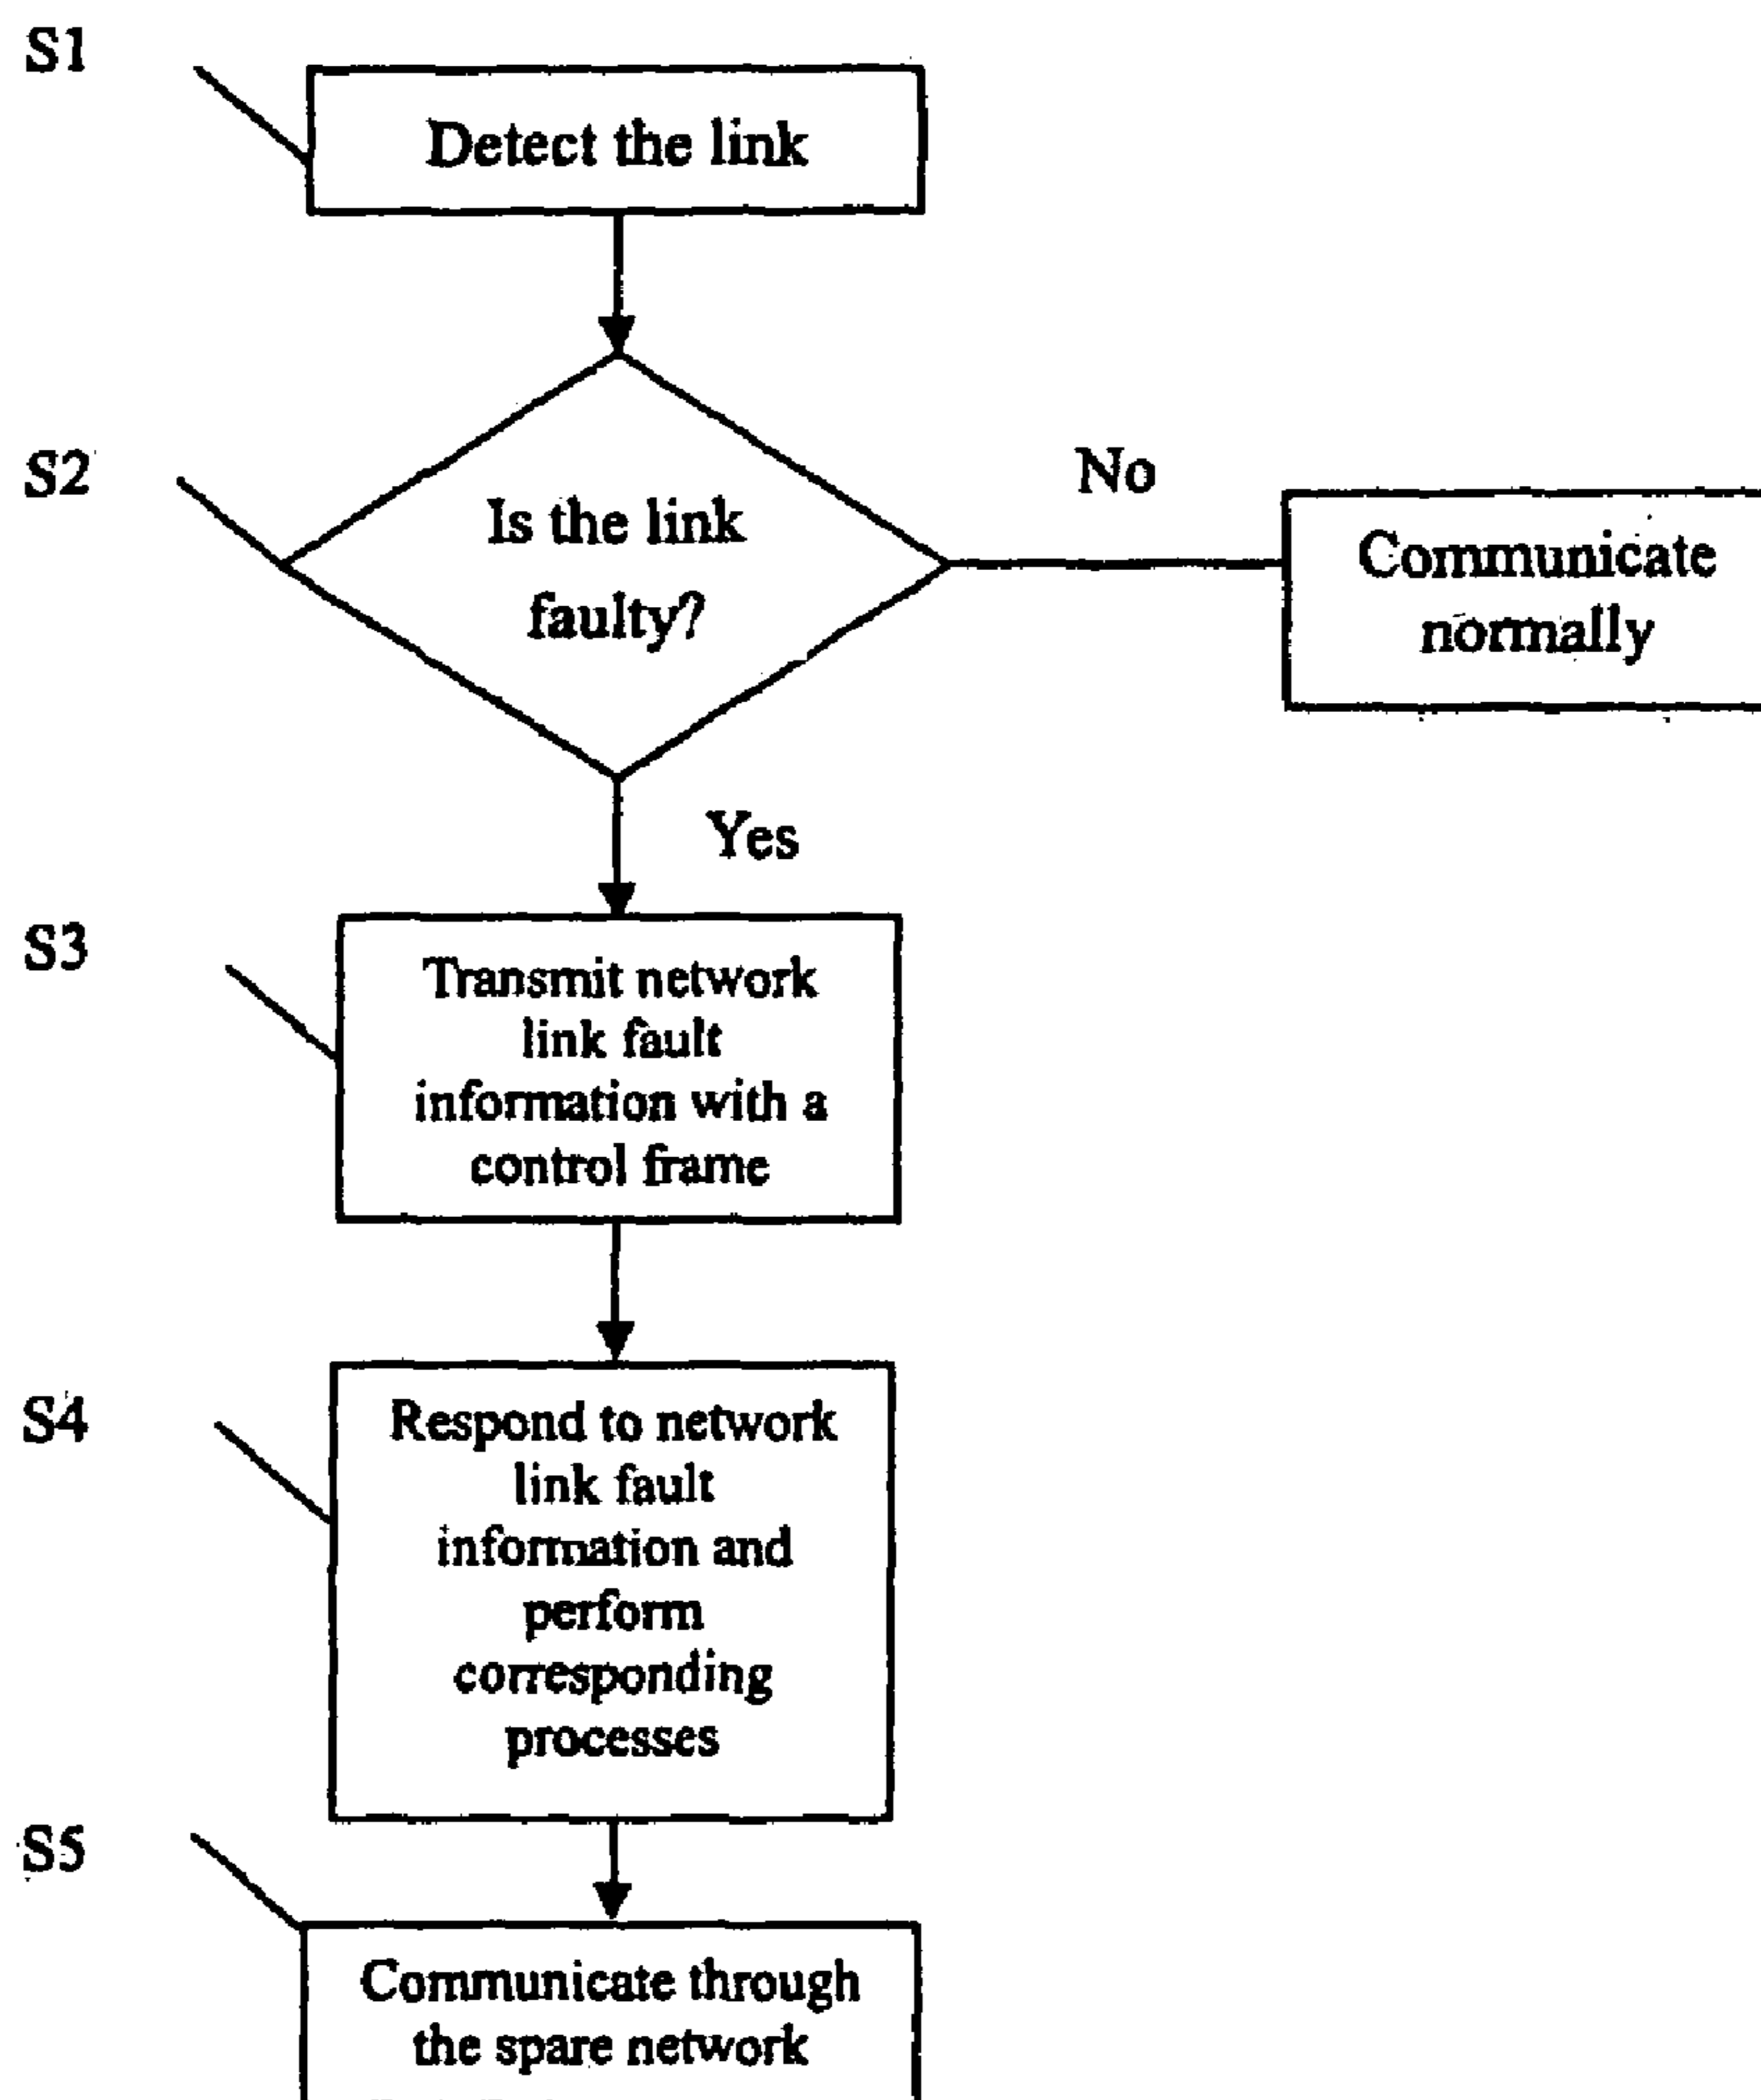 S1
Detect the link
S2
Is the link
faulty?
No
Communicate
normally
Yes
S3
Transmit network
link fault
information with a
control frame
S4
Respond to network
link fault
information and
perform
corresponding
processes
S5
Communicate through
the spare network